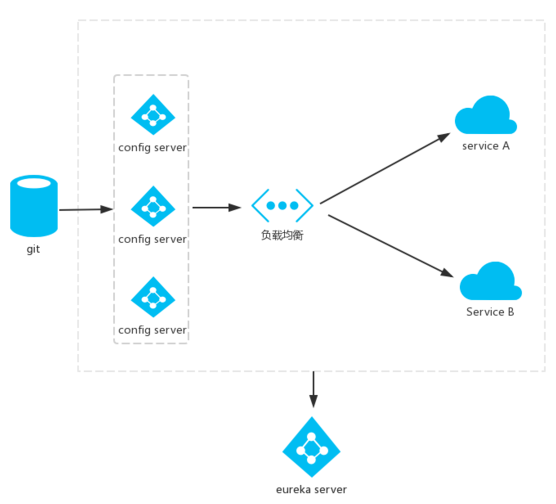 config server
service A
config server
git
负载均衡
Service B
config server
eureka server